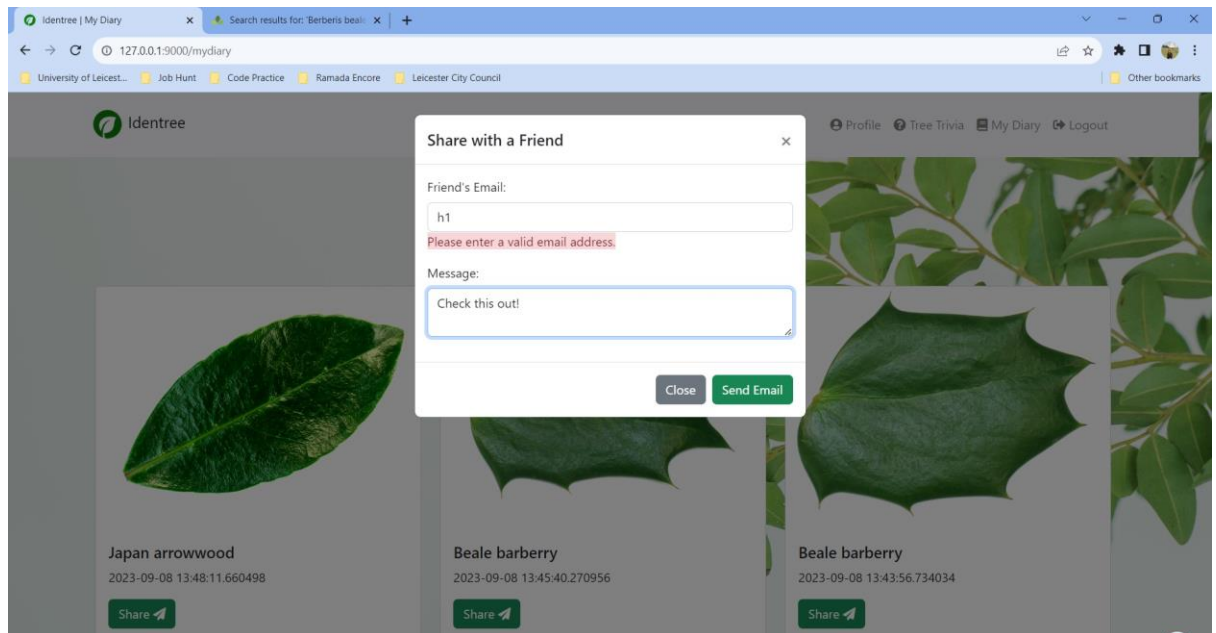 Identree | My Diary
Search results for: 'Berberis beal
127.0.0.1:9000/mydiary
University of Leicest... Job Hunt Code Practice Ramada Encore Leicester City Council Other bookmarks
Identree
Profile Tree Trivia My Diary Logout
Share with a Friend
Friend's Email:
h1
Please enter a valid email address.
Message:
Check this out!
Close Send Email
Japan arrowwood Beale barberry Beale barberry
2023-09-08 13:48:11.660498 2023-09-08 13:45:40.270956 2023-09-08 13:43:56.734034
Share Share Share